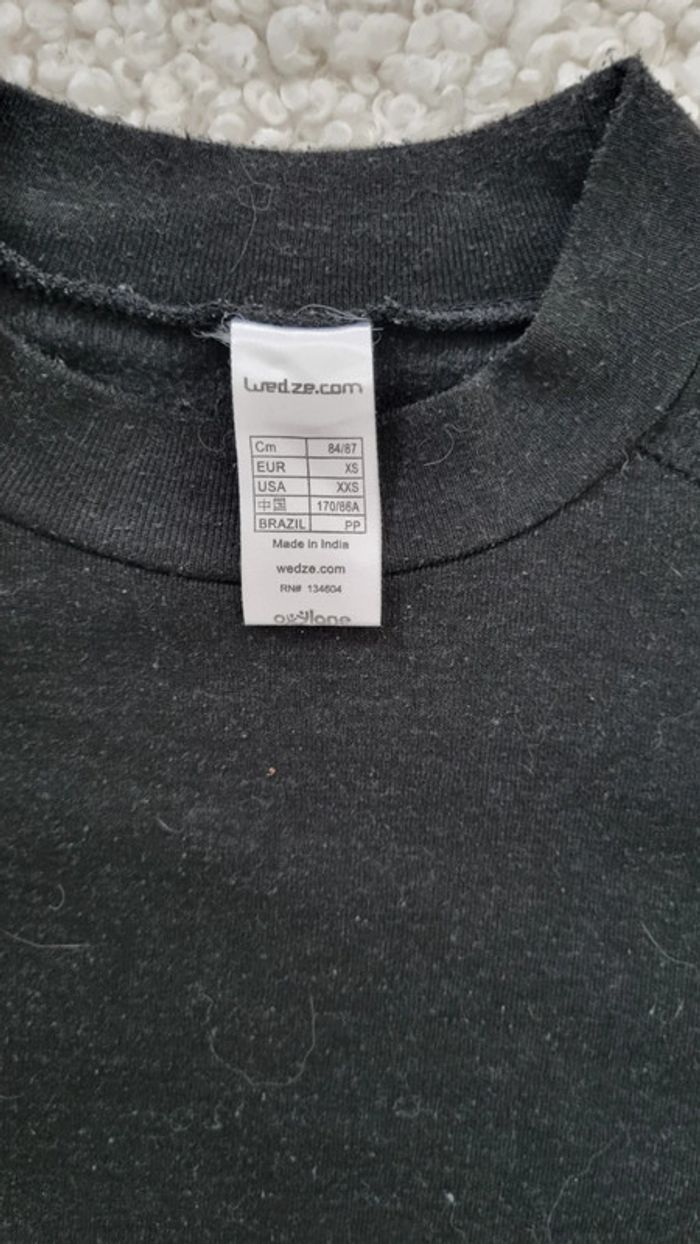 wedze.com
Cm 84/87
EUR XS
USA XXS
中国 170/86A
BRAZIL PP
Made in India
wedze.com
RN# 134604
oxylane